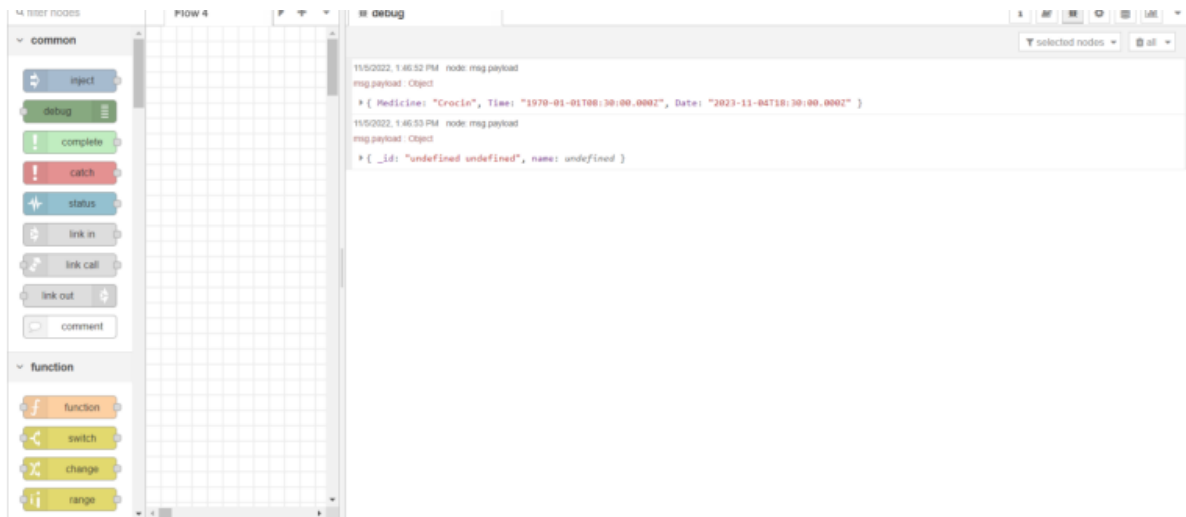 filter nodes
Flow 4
debug
common
selected nodes
all
inject
debug
complete
catch
status
link in
link call
link out
comment
function
function
switch
change
range
11/5/2022, 1:46:52 PM node: msg.payload
msg.payload : Object
{ Medicine: "Crocin", Time: "1970-01-01T08:30:00.000Z", Date: "2023-11-04T18:30:00.000Z" }
11/5/2022, 1:46:53 PM node: msg.payload
msg.payload : Object
{ _id: "undefined undefined", name: undefined }